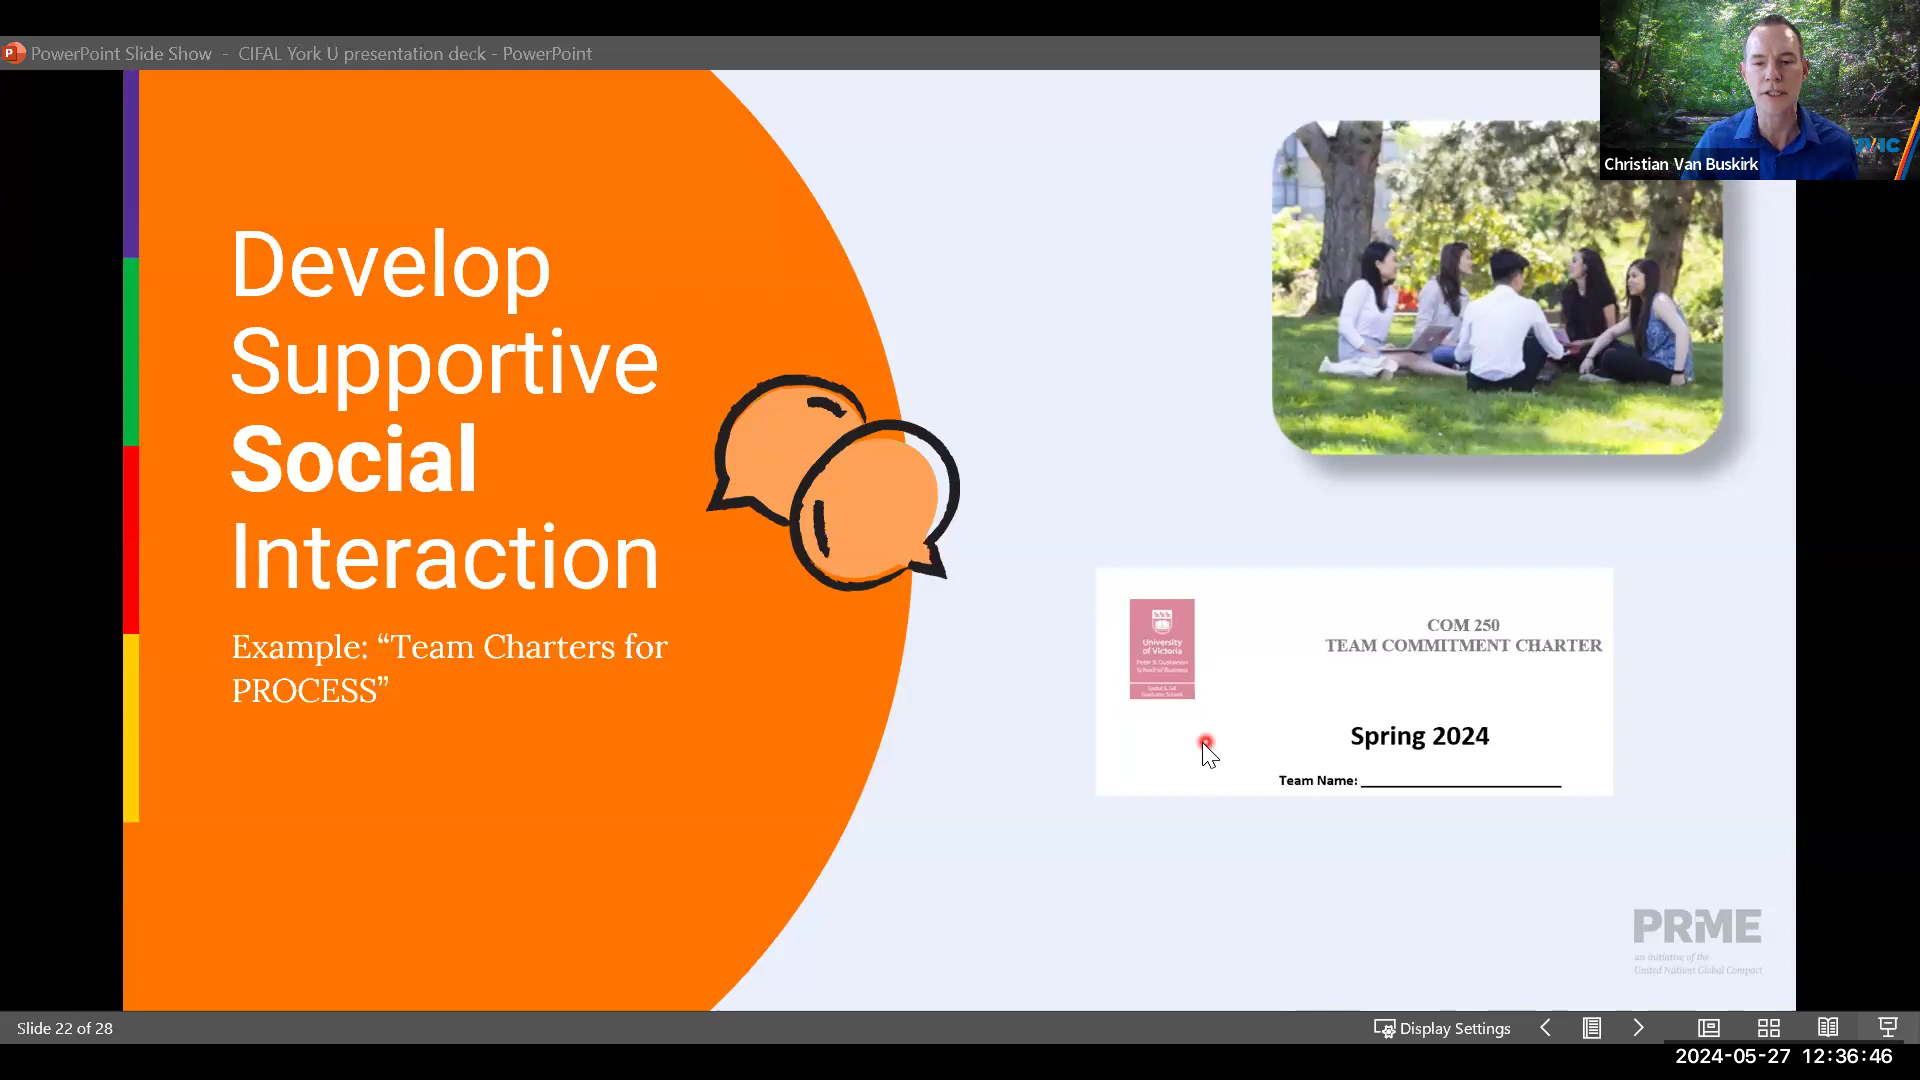 PowerPoint Slide Show  -  CIFAL York U presentation deck - PowerPoint
Christian Van Buskirk
Develop
Supportive
Social
Interaction
Example: “Team Charters for
PROCESS”
University
of Victoria
Peter B. Gustavson
School of Business
COM 250
TEAM COMMITMENT CHARTER
Spring 2024
Team Name:
PRME
an initiative of the
United Nations Global Compact
Slide 22 of 28
Display Settings
2024-05-27 12:36:46